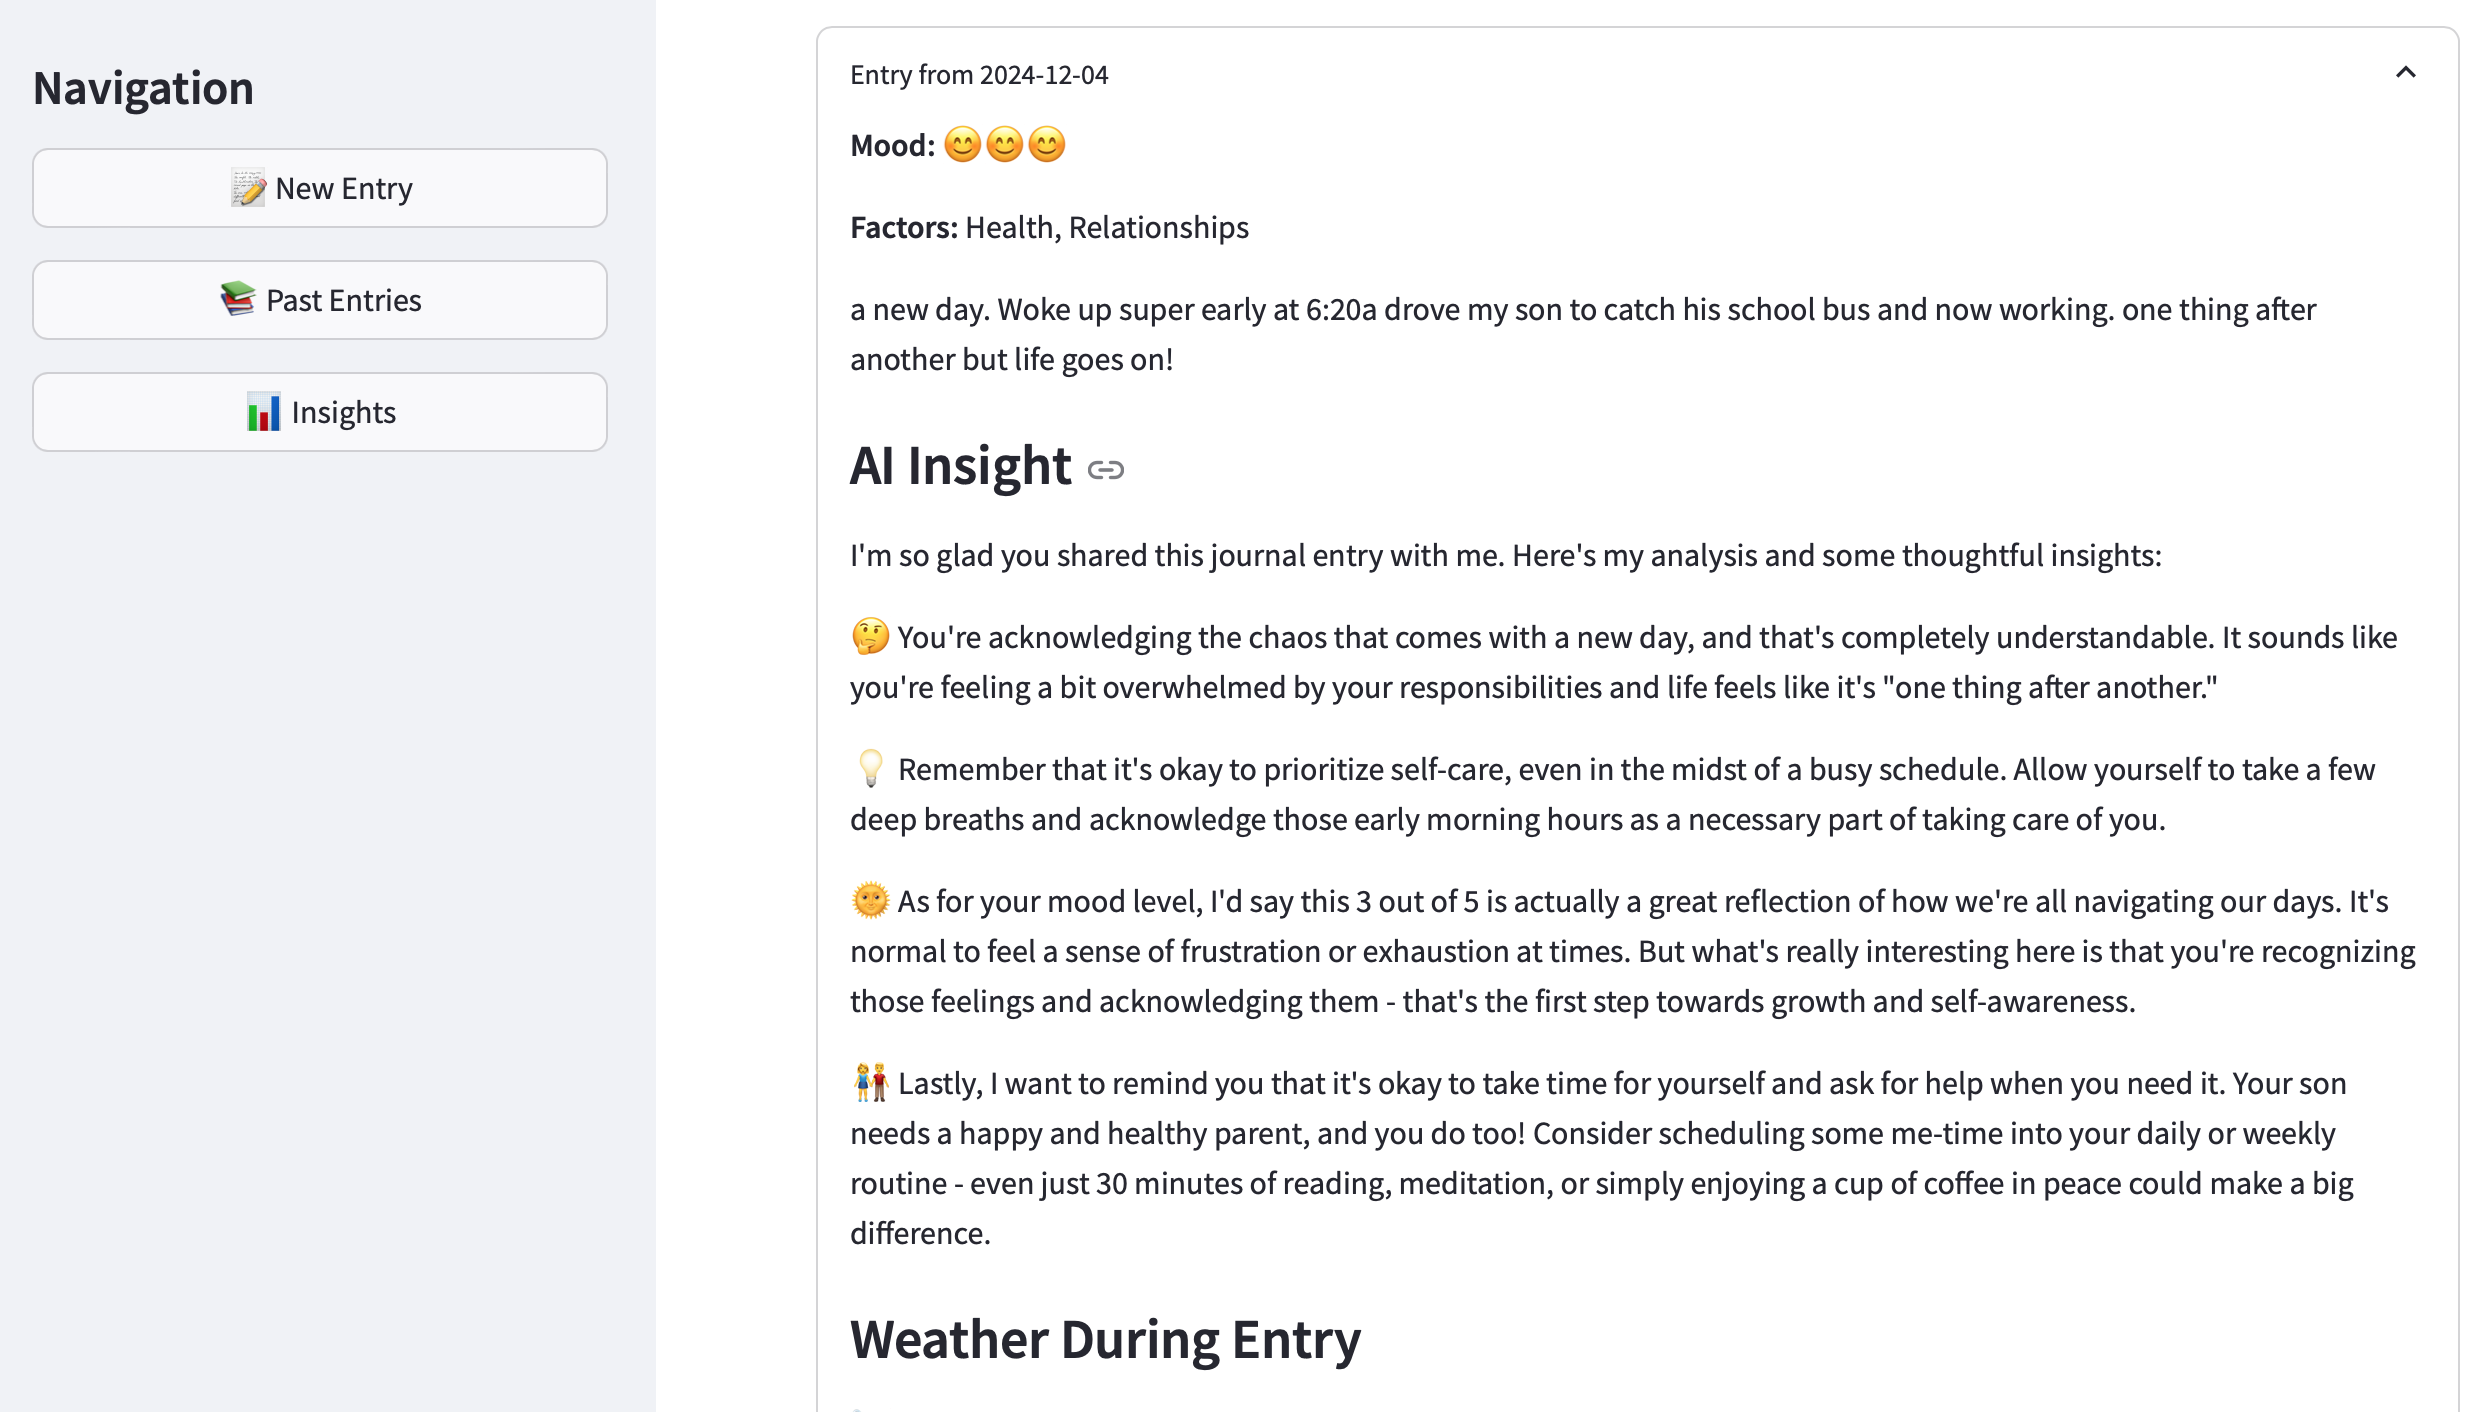 Navigation
New Entry
Past Entries
Insights
Entry from 2024-12-04
Mood: 😊😊😊
Factors: Health, Relationships
a new day. Woke up super early at 6:20a drove my son to catch his school bus and now working. one thing after
another but life goes on!
AI Insight
I'm so glad you shared this journal entry with me. Here's my analysis and some thoughtful insights:
🤔 You're acknowledging the chaos that comes with a new day, and that's completely understandable. It sounds like
you're feeling a bit overwhelmed by your responsibilities and life feels like it's "one thing after another."
💡 Remember that it's okay to prioritize self-care, even in the midst of a busy schedule. Allow yourself to take a few
deep breaths and acknowledge those early morning hours as a necessary part of taking care of you.
🌞 As for your mood level, I'd say this 3 out of 5 is actually a great reflection of how we're all navigating our days. It's
normal to feel a sense of frustration or exhaustion at times. But what's really interesting here is that you're recognizing
those feelings and acknowledging them - that's the first step towards growth and self-awareness.
👫 Lastly, I want to remind you that it's okay to take time for yourself and ask for help when you need it. Your son
needs a happy and healthy parent, and you do too! Consider scheduling some me-time into your daily or weekly
routine - even just 30 minutes of reading, meditation, or simply enjoying a cup of coffee in peace could make a big
difference.
Weather During Entry